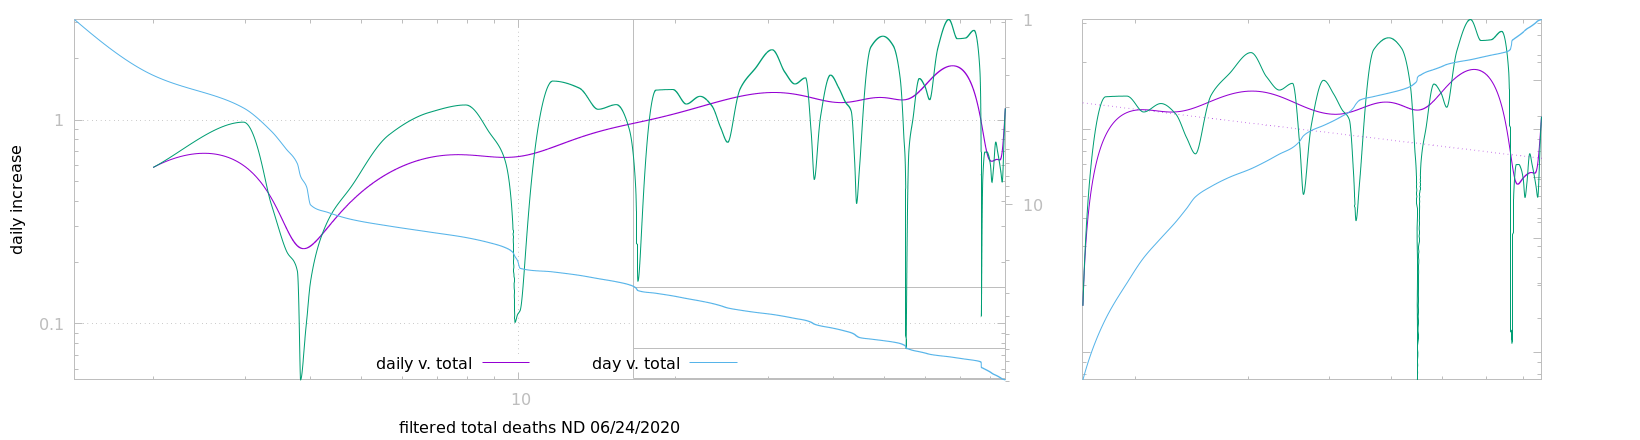 1
1
daily increase
10
0.1
daily v. total
day v. total
10
filtered total deaths ND 06/24/2020